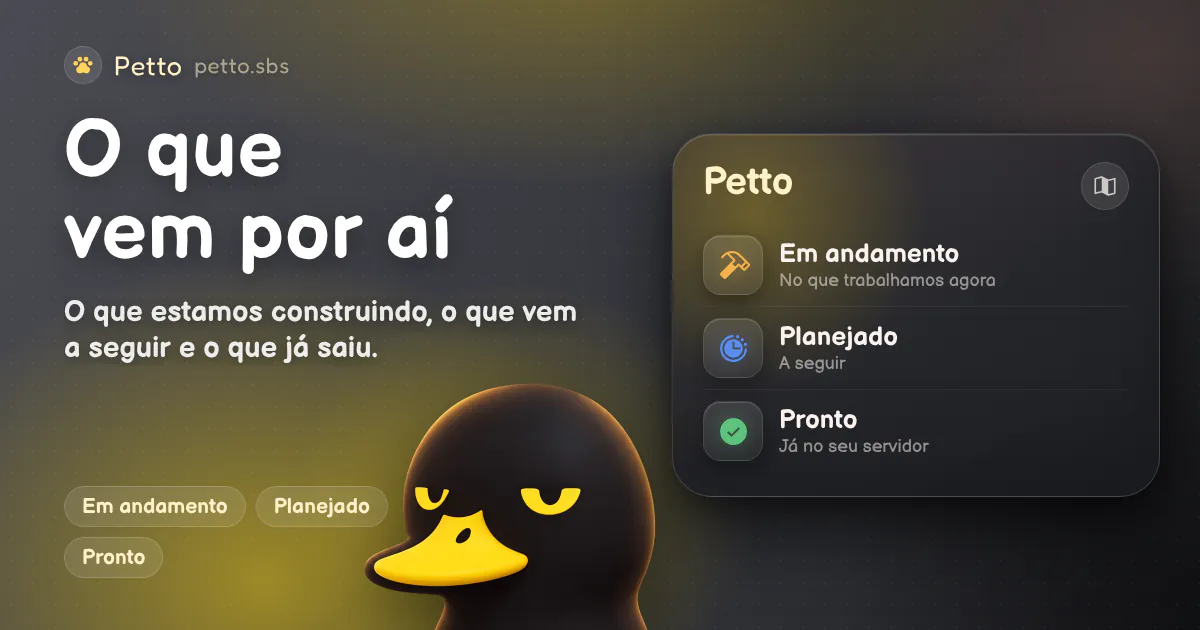 Petto petto.sbs
O que
vem por aí
O que estamos construindo, o que vem
a seguir e o que já saiu.
Em andamento
Planejado
Pronto
Petto
Em andamento
No que trabalhamos agora
Planejado
A seguir
Pronto
Já no seu servidor